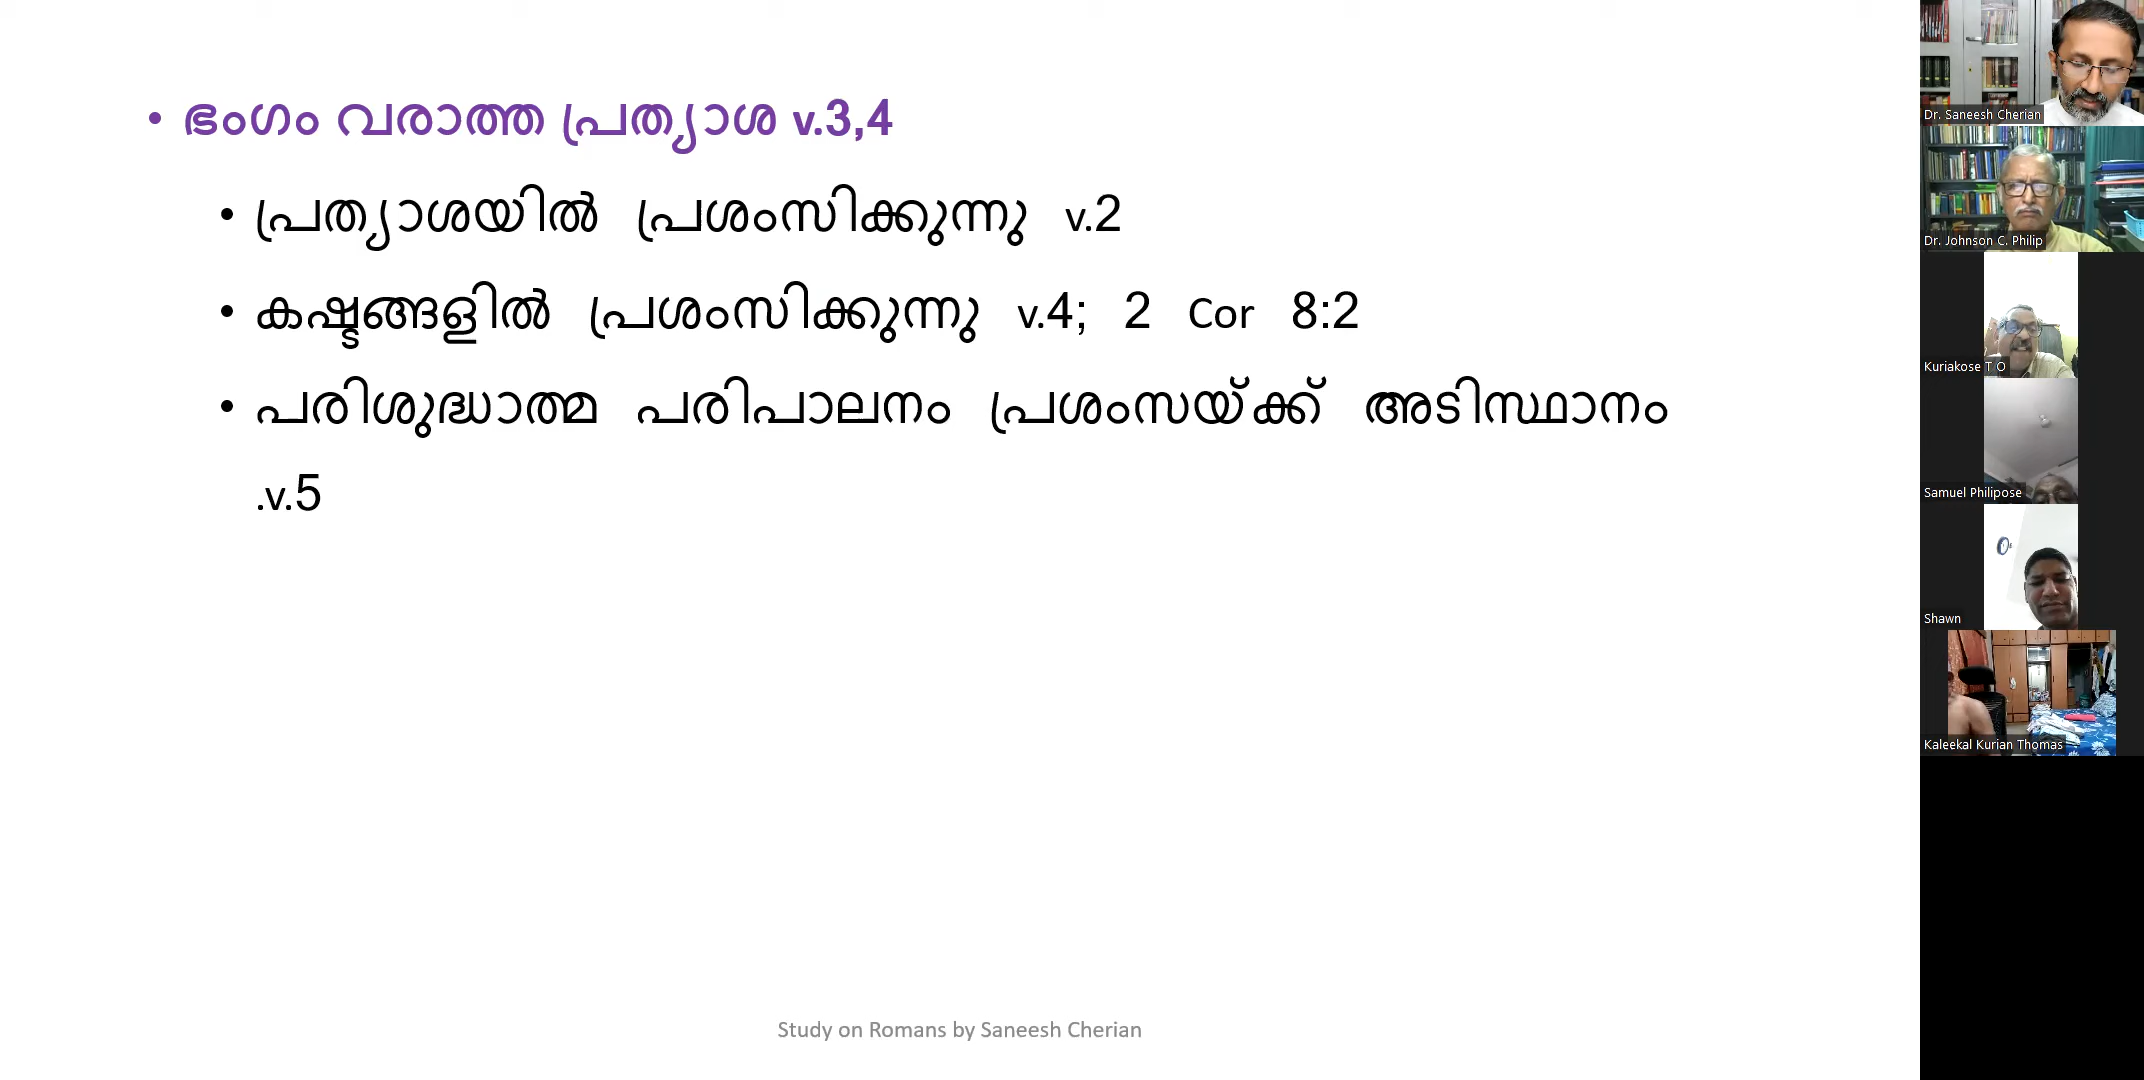 • ഭംഗം വരാത്ത പ്രത്യാശ v.3,4
• പ്രത്യാശയിൽ പ്രശംസിക്കുന്നു v.2
• കഷ്ടങ്ങളിൽ പ്രശംസിക്കുന്നു v.4; 2 Cor 8:2
• പരിശുദ്ധാത്മ പരിപാലനം പ്രശംസയ്ക്ക് അടിസ്ഥാനം
.v.5
Study on Romans by Saneesh Cherian
Dr. Saneesh Cherian
Dr. Johnson C. Philip
Kuriakose T O
Samuel Philipose
Shawn
Kaleekal Kurian Thomas